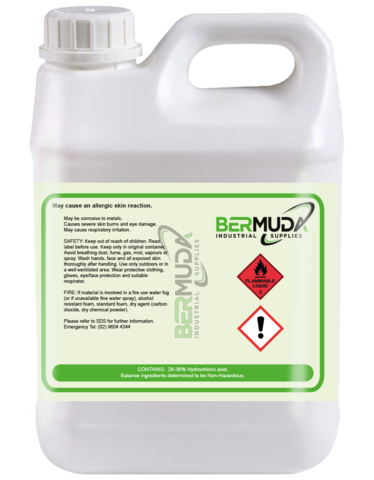 May cause an allergic skin reaction.
May be corrosive to metals.
Causes severe skin burns and eye damage.
May cause respiratory irritation.
SAFETY: Keep out of reach of children. Read
label before use. Keep only in original container.
Avoid breathing dust, fume, gas, mist, vapours or
spray. Wash hands, face and all exposed skin
thoroughly after handling. Use only outdoors or in
a well-ventilated area. Wear protective clothing,
gloves, eye/face protection and suitable
respirator.
FIRE: If material is involved in a fire use water fog
(or if unavailable fine water spray), alcohol
resistant foam, standard foam, dry agent (carbon
dioxide, dry chemical powder).
Please refer to SDS for further information.
Emergency Tel: (02) 9604 4344
BERMUDA
INDUSTRIAL SUPPLIES
BERMUDA
INDUSTRIAL SUPPLIES
FLAMMABLE
LIQUID
3
CONTAINS: 28-36% Hydrochloric acid,
Balance ingredients determined to be Non-Hazardous.